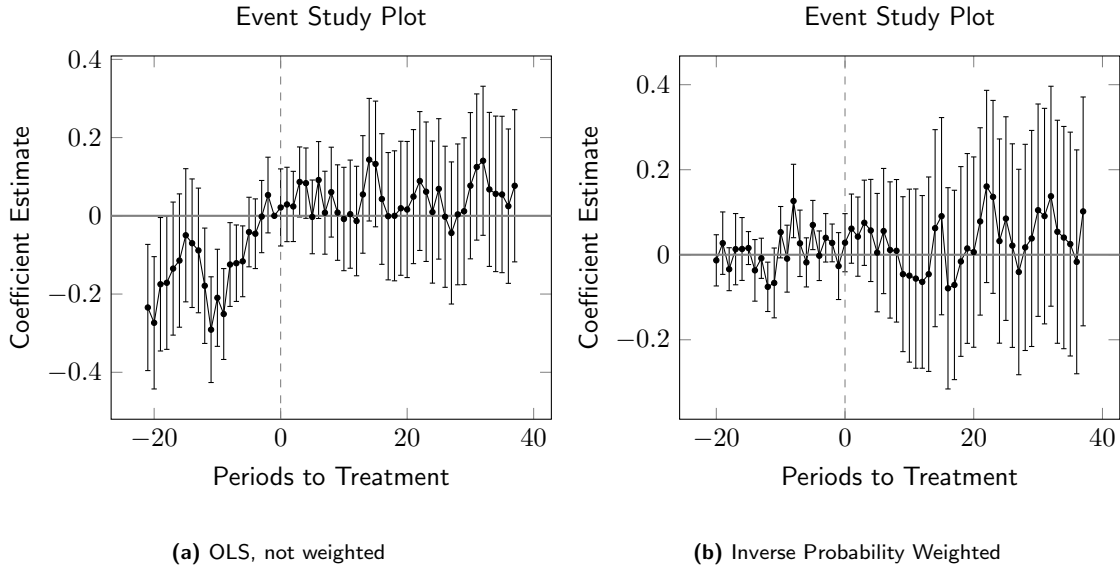 Event Study Plot
0.4
0.2
0
−0.2
−0.4
Coefficient Estimate
−20
0
20
40
Periods to Treatment
(a) OLS, not weighted
Event Study Plot
0.4
0.2
0
−0.2
Coefficient Estimate
−20
0
20
40
Periods to Treatment
(b) Inverse Probability Weighted